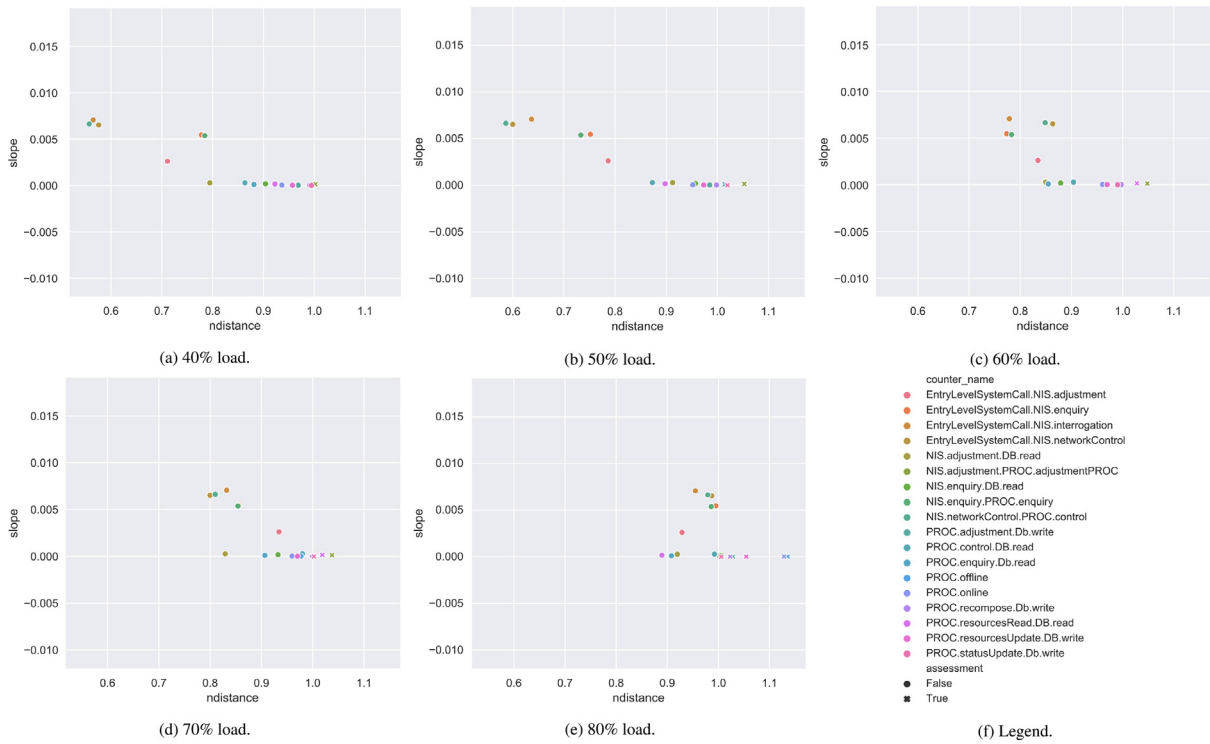 0.015
0.010
0.005
0.000
−0.005
−0.010
slope
0.6 0.7 0.8 0.9 1.0 1.1
ndistance
(a) 40% load.
0.015
0.010
0.005
0.000
−0.005
−0.010
slope
0.6 0.7 0.8 0.9 1.0 1.1
ndistance
(b) 50% load.
0.015
0.010
0.005
0.000
−0.005
−0.010
slope
0.6 0.7 0.8 0.9 1.0 1.1
ndistance
(c) 60% load.
0.015
0.010
0.005
0.000
−0.005
−0.010
slope
0.6 0.7 0.8 0.9 1.0 1.1
ndistance
(d) 70% load.
0.015
0.010
0.005
0.000
−0.005
−0.010
slope
0.6 0.7 0.8 0.9 1.0 1.1
ndistance
(e) 80% load.
counter_name
EntryLevelSystemCall.NIS.adjustment
EntryLevelSystemCall.NIS.enquiry
EntryLevelSystemCall.NIS.interrogation
EntryLevelSystemCall.NIS.networkControl
NIS.adjustment.DB.read
NIS.adjustment.PROC.adjustmentPROC
NIS.enquiry.DB.read
NIS.enquiry.PROC.enquiry
NIS.networkControl.PROC.control
PROC.adjustment.Db.write
PROC.control.DB.read
PROC.enquiry.Db.read
PROC.offline
PROC.online
PROC.recompose.Db.write
PROC.resourcesRead.DB.read
PROC.resourcesUpdate.DB.write
PROC.statusUpdate.Db.write
assessment
False
True
(f) Legend.